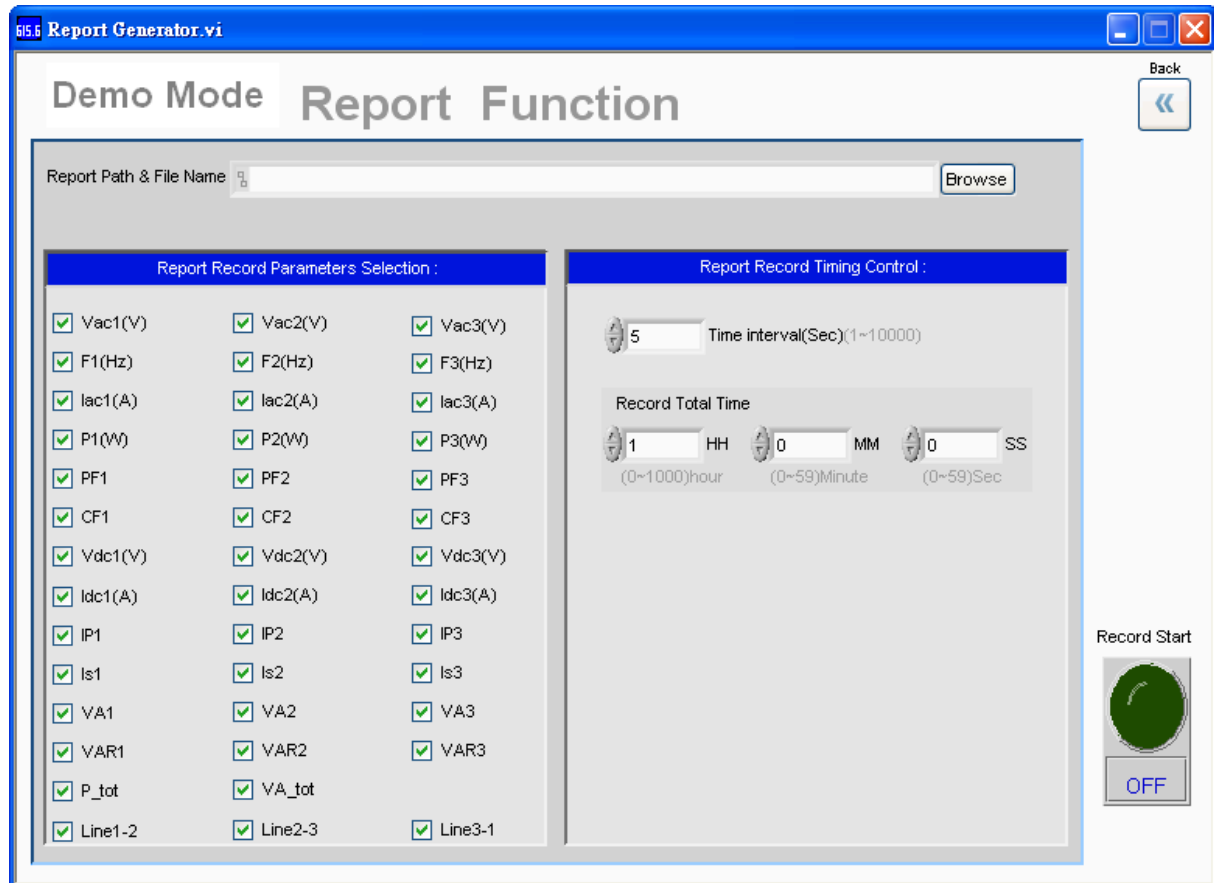 615.6 Report Generator.vi
Back
Demo Mode Report Function
Report Path & File Name Browse
Report Record Parameters Selection :
Vac1(V) Vac2(V) Vac3(V)
F1(Hz) F2(Hz) F3(Hz)
Iac1(A) Iac2(A) Iac3(A)
P1(W) P2(W) P3(W)
PF1 PF2 PF3
CF1 CF2 CF3
Vdc1(V) Vdc2(V) Vdc3(V)
Idc1(A) Idc2(A) Idc3(A)
IP1 IP2 IP3
Is1 Is2 Is3
VA1 VA2 VA3
VAR1 VAR2 VAR3
P_tot VA_tot
Line1-2 Line2-3 Line3-1
Report Record Timing Control :
5 Time interval(Sec)(1~10000)
Record Total Time
1 HH 0 MM 0 SS
(0~1000)hour (0~59)Minute (0~59)Sec
Record Start
OFF